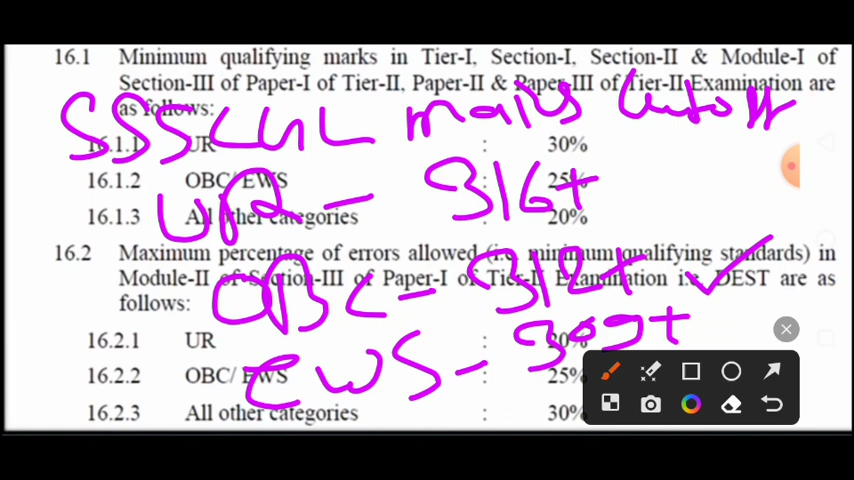 16.1 Minimum qualifying marks in Tier-I, Section-I, Section-II & Module-I of
Section-III of Paper-I of Tier-II, Paper-II & Paper-III of Tier-II Examination are
as follows:
SSSCGL mains Cutoff
16.1.1 UR : 30%
16.1.2 OBC/EWS : 25%
UR - 316+
16.1.3 All other categories : 20%
16.2 Maximum percentage of errors allowed (i.e. minimum qualifying standards) in
Module-II of Section-III of Paper-I of Tier-II Examination i.e. DEST are as
OBC - 312+ ✓
follows:
16.2.1 UR : 20%
EWS - 309+
16.2.2 OBC/ EWS : 25%
16.2.3 All other categories : 30%